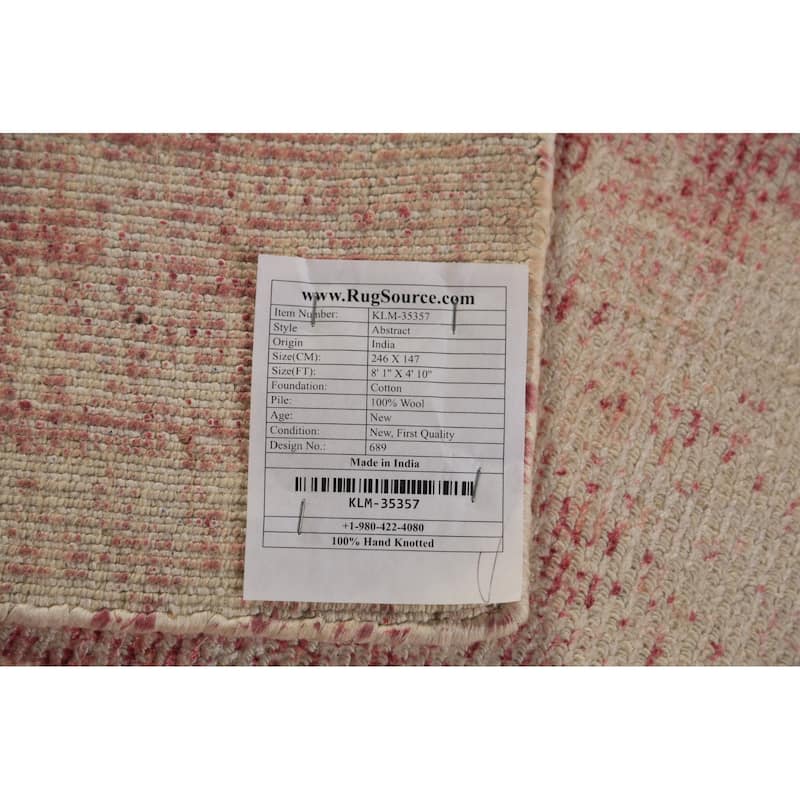 www.RugSource.com
Item Number: KLM-35357
Style Abstract
Origin India
Size(CM): 246 X 147
Size(FT): 8' 1" X 4' 10"
Foundation: Cotton
Pile: 100% Wool
Age: New
Condition: New, First Quality
Design No.: 689
Made in India
KLM-35357
+1-980-422-4080
100% Hand Knotted